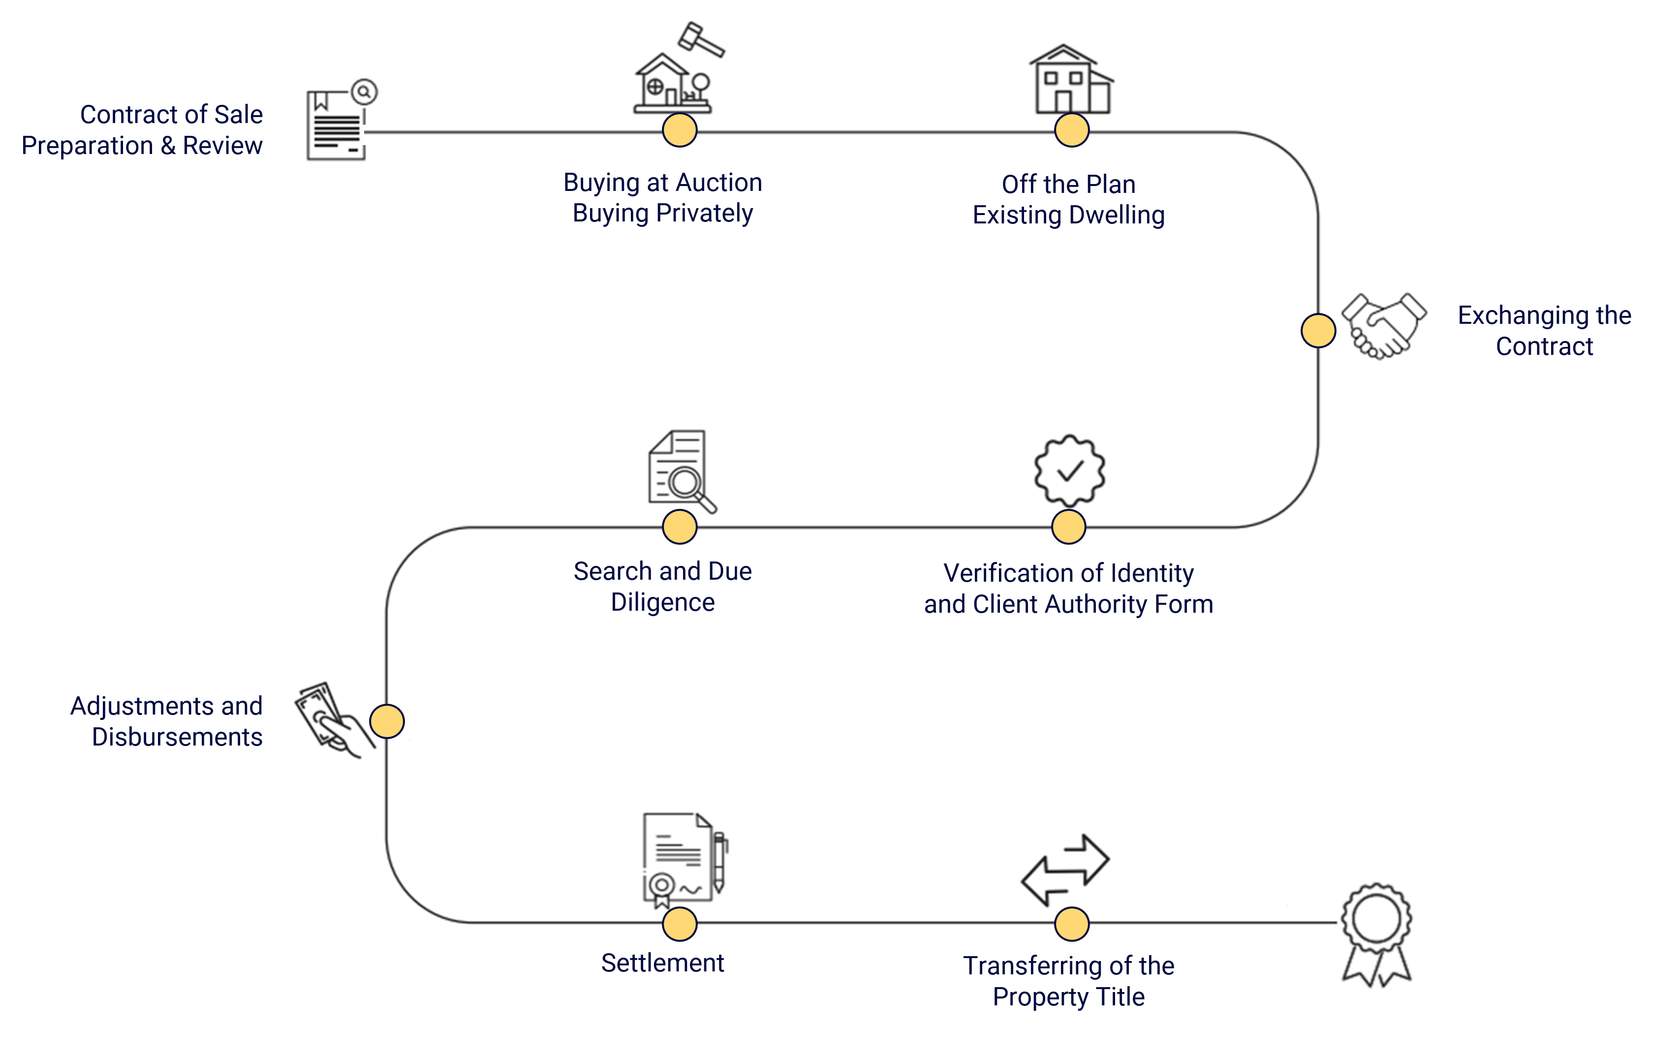 Contract of Sale
Preparation & Review
Buying at Auction
Buying Privately
Off the Plan
Existing Dwelling
Exchanging the
Contract
Verification of Identity
and Client Authority Form
Search and Due
Diligence
Adjustments and
Disbursements
Settlement
Transferring of the
Property Title